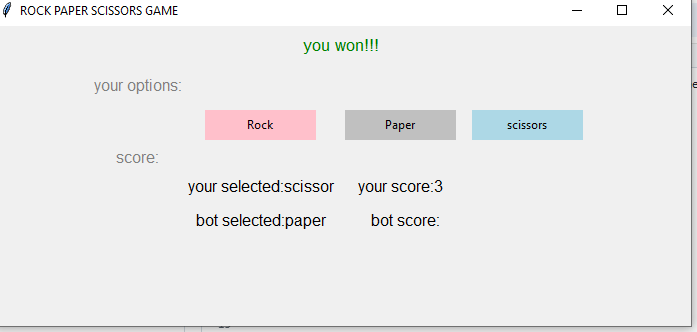 ROCK PAPER SCISSORS GAME
you won!!!
your options:
Rock Paper scissors
score:
your selected:scissor your score:3
bot selected:paper bot score: